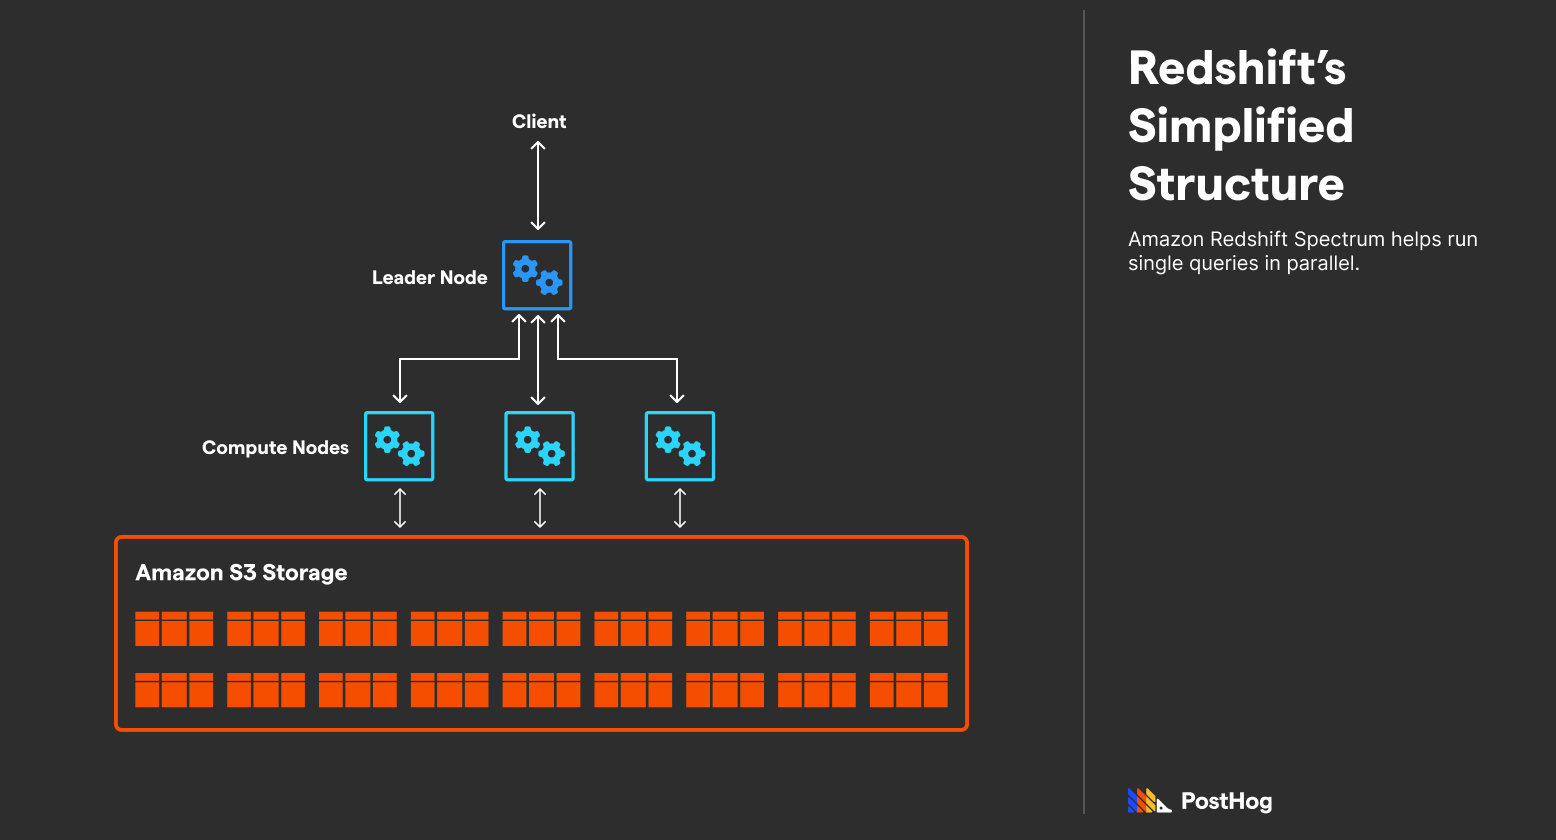 Client
Leader Node
Compute Nodes
Amazon S3 Storage
Redshift’s
Simplified
Structure
Amazon Redshift Spectrum helps run
single queries in parallel.
PostHog